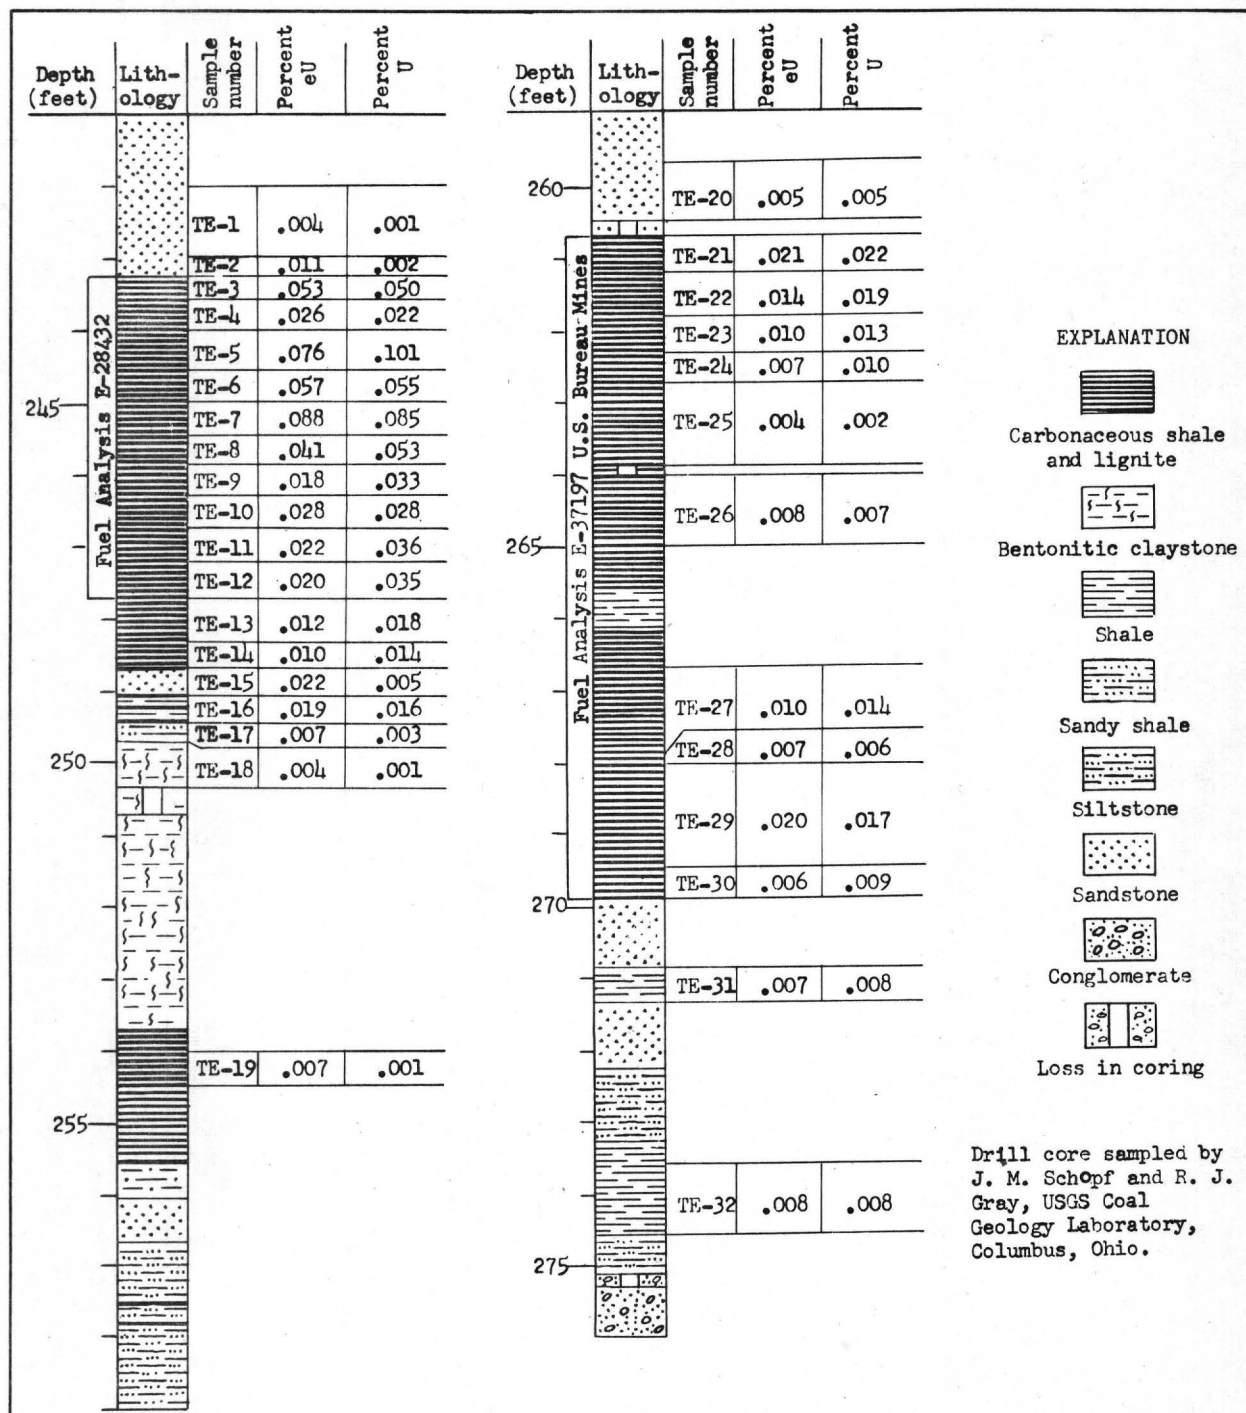 Depth
(feet)
Lith-
ology
Sample
number
Percent
eU
Percent
U
TE-1 .004 .001
TE-2 .011 .002
TE-3 .053 .050
TE-4 .026 .022
TE-5 .076 .101
TE-6 .057 .055
245
TE-7 .088 .085
TE-8 .041 .053
TE-9 .018 .033
TE-10 .028 .028
TE-11 .022 .036
TE-12 .020 .035
TE-13 .012 .018
TE-14 .010 .014
TE-15 .022 .005
TE-16 .019 .016
TE-17 .007 .003
250
TE-18 .004 .001
TE-19 .007 .001
255
Fuel Analysis E-28432
Depth
(feet)
Lith-
ology
Sample
number
Percent
eU
Percent
U
260
TE-20 .005 .005
TE-21 .021 .022
TE-22 .014 .019
TE-23 .010 .013
TE-24 .007 .010
TE-25 .004 .002
TE-26 .008 .007
265
TE-27 .010 .014
TE-28 .007 .006
TE-29 .020 .017
TE-30 .006 .009
270
TE-31 .007 .008
TE-32 .008 .008
275
Fuel Analysis E-37197 U.S. Bureau Mines
EXPLANATION
Carbonaceous shale
and lignite
Bentonitic claystone
Shale
Sandy shale
Siltstone
Sandstone
Conglomerate
Loss in coring
Drill core sampled by
J. M. Schopf and R. J.
Gray, USGS Coal
Geology Laboratory,
Columbus, Ohio.